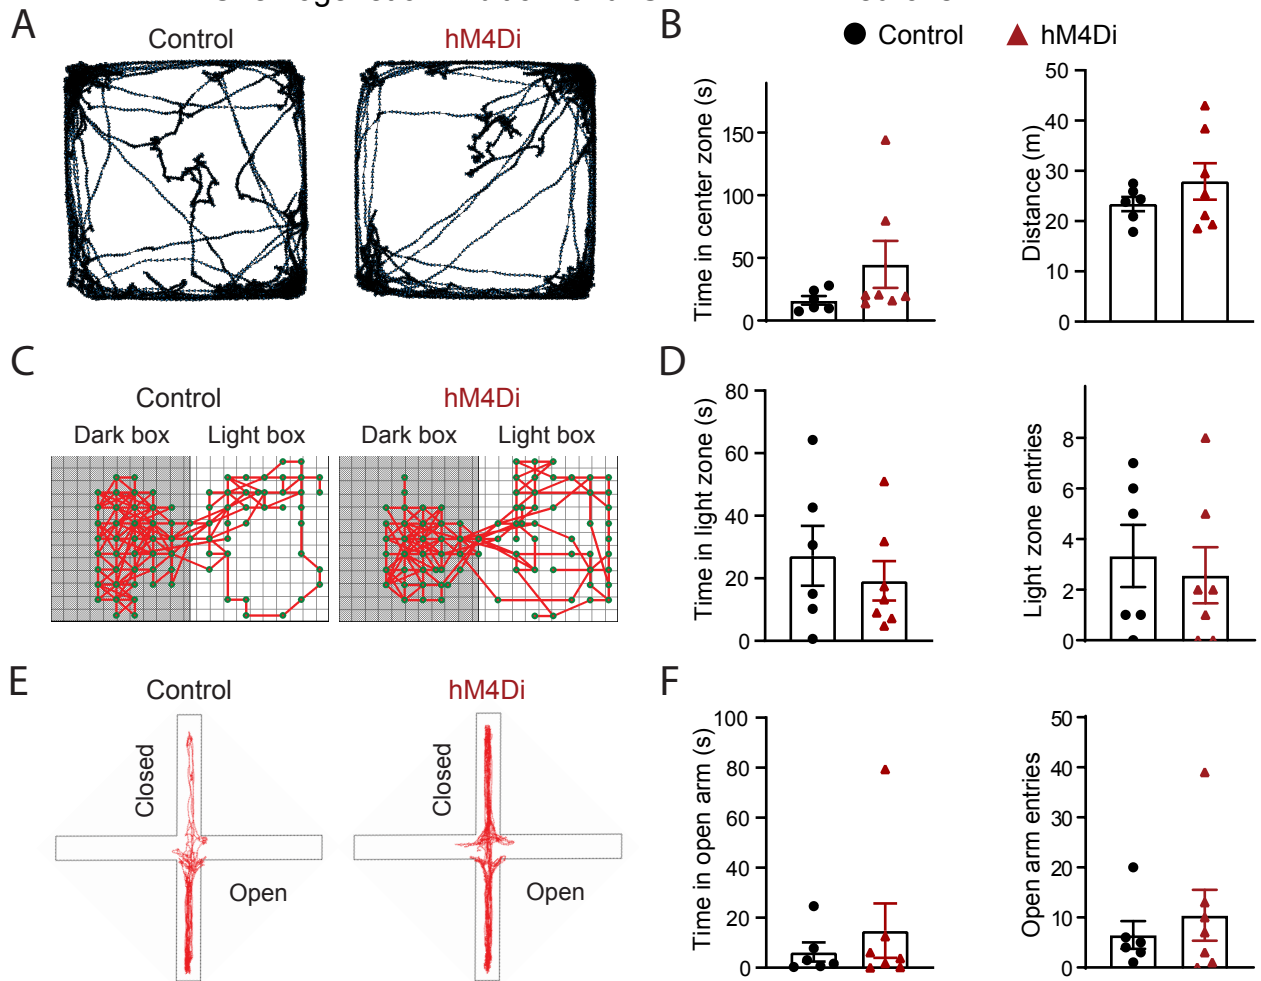 A
Control
hM4Di
B
Control
hM4Di
Time in center zone (s)
150
100
50
0
Distance (m)
50
40
30
20
10
0
C
Control
hM4Di
Dark box
Light box
Dark box
Light box
D
Time in light zone (s)
80
60
40
20
0
Light zone entries
8
6
4
2
0
E
Control
hM4Di
Closed
Open
Closed
Open
F
Time in open arm (s)
100
80
60
40
20
0
Open arm entries
50
40
30
20
10
0